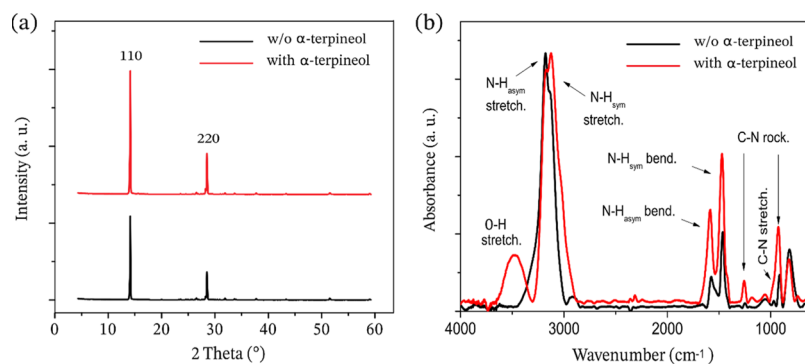 (a)
w/o α-terpineol
with α-terpineol
110
220
Intensity (a. u.)
0 10 20 30 40 50 60
2 Theta (°)
(b)
w/o α-terpineol
with α-terpineol
N-Hasym
stretch.
N-Hsym
stretch.
C-N rock.
N-Hsym bend.
N-Hasym bend.
O-H
stretch.
C-N stretch.
Absorbance (a. u.)
4000 3000 2000 1000
Wavenumber (cm-1)